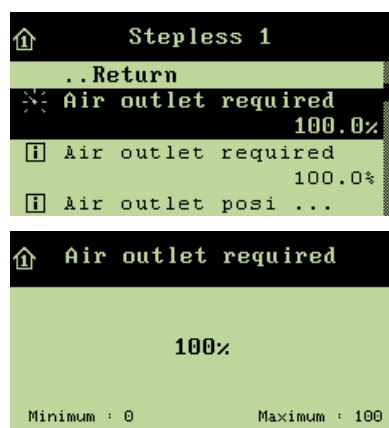 Stepless 1
..Return
Air outlet required
100.0%
i Air outlet required
100.0%
i Air outlet posi ...
Air outlet required
100%
Minimum : 0 Maximum : 100